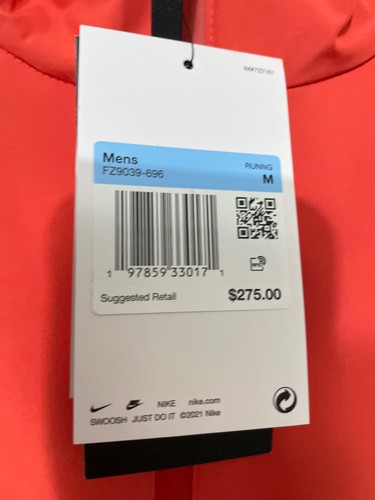 Mens
RUNNG
FZ9039-696
M
1 97859 33017 1
Suggested Retail
$275.00
NIKE nike.com
SWOOSH JUST DO IT ©2021 Nike